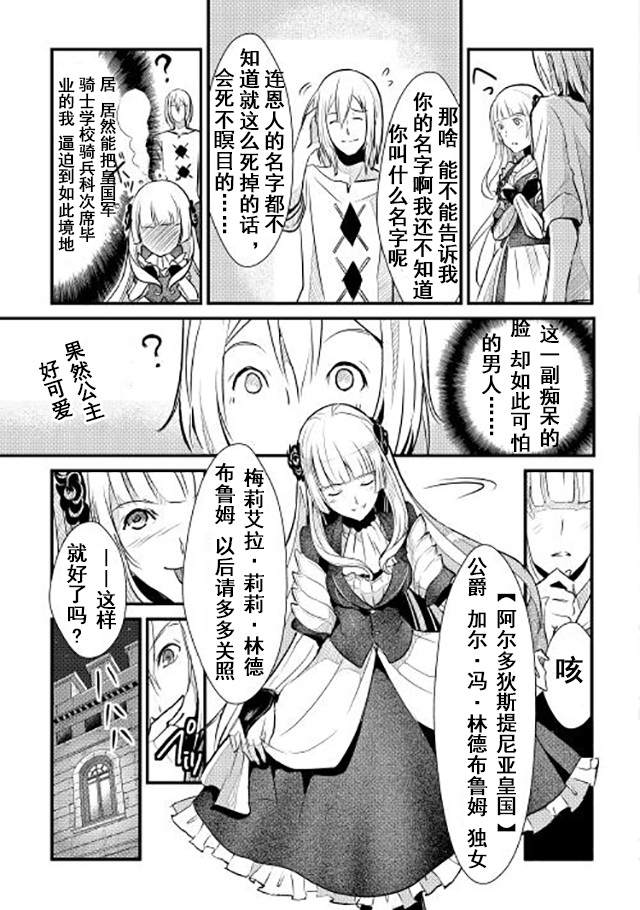 那啥 能不能告诉我
你的名字啊我还不知道
你叫什么名字呢
连恩人的名字都不
知道就这么死掉的话，
会死不瞑目的……
？
居 居然能把皇国军
骑士学校骑兵科次席毕
业的我 逼迫到如此境地
这一副痴呆的
脸 却如此可怕
的男人……
？
果然公主
好可爱
咳
【阿尔多狄斯提尼亚皇国】
公爵 加尔·冯·林德布鲁姆 独女
梅莉艾拉·莉莉·林德
布鲁姆 以后请多多关照
——这样
就好了吗？